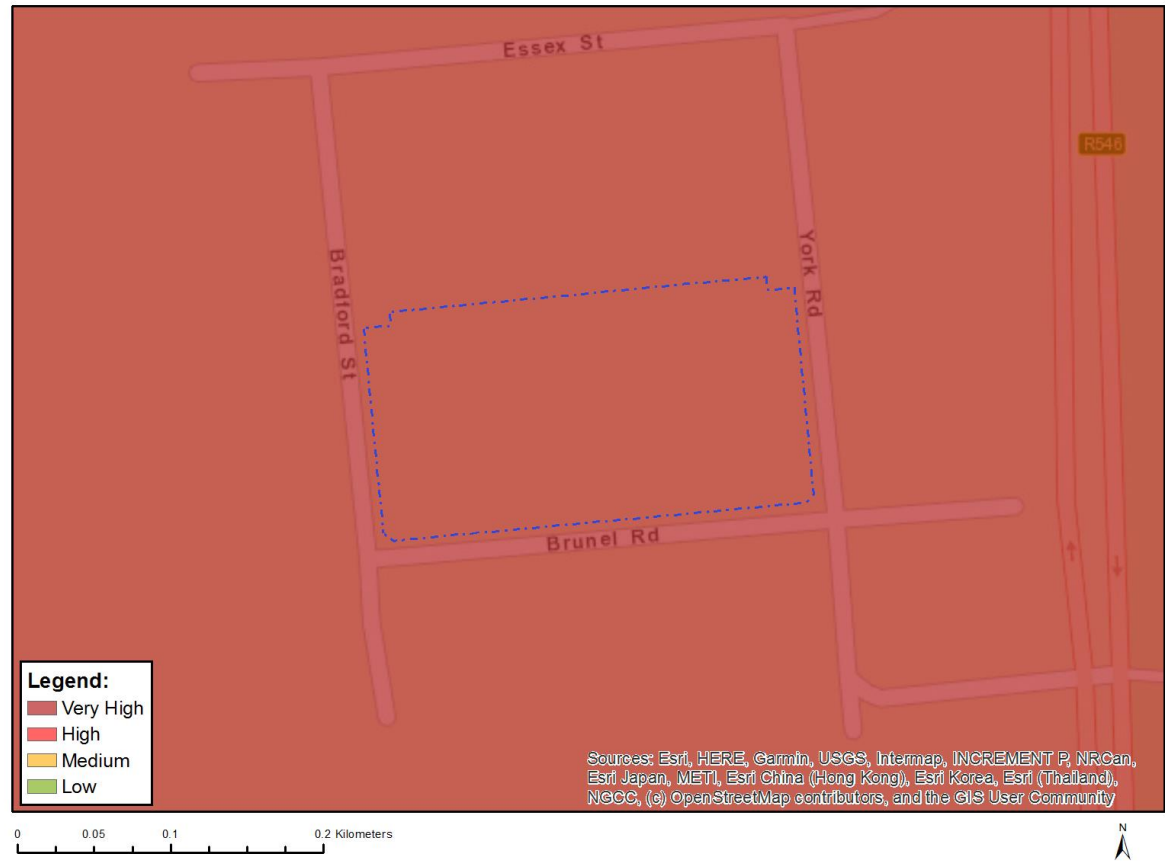 Essex St
R546
Bradford St
York Rd
Brunel Rd
Legend:
Very High
High
Medium
Low
Sources: Esri, HERE, Garmin, USGS, Intermap, INCREMENT P, NRCan,
Esri Japan, METI, Esri China (Hong Kong), Esri Korea, Esri (Thailand),
NGCC, (c) OpenStreetMap contributors, and the GIS User Community
0 0.05 0.1 0.2 Kilometers
N